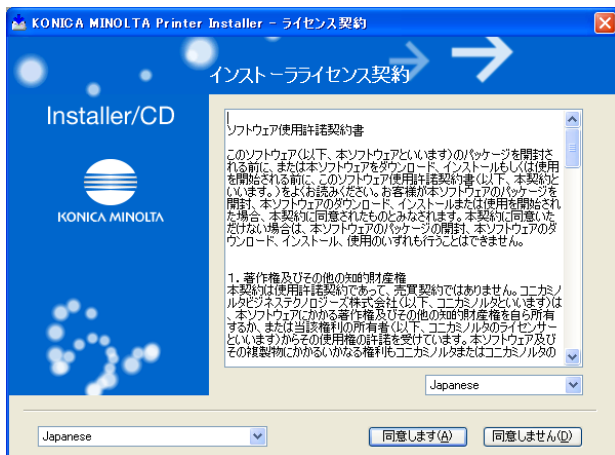 KONICA MINOLTA Printer Installer - ライセンス契約
インストーラライセンス契約
Installer/CD
KONICA MINOLTA
ソフトウェア使用許諾契約書
このソフトウェア(以下、本ソフトウェアといいます)のパッケージを開封さ
れる前に、または本ソフトウェアをダウンロード、インストールもしくは使用
を開始される前に、このソフトウェア使用許諾契約書(以下、本契約と
いいます。)をよくお読みください。お客様が本ソフトウェアのパッケージを
開封、本ソフトウェアのダウンロード、インストールまたは使用を開始され
た場合、本契約に同意されたものとみなされます。本契約に同意いた
だけない場合は、本ソフトウェアのパッケージの開封、本ソフトウェアのダ
ウンロード、インストール、使用のいずれも行うことはできません。
1. 著作権及びその他の知的財産権
本契約は使用許諾契約であって、売買契約ではありません。コニカミノ
ルタビジネステクノロジーズ株式会社(以下、コニカミノルタといいます)は
、本ソフトウェアにかかる著作権及びその他の知的財産権を自ら所有
するか、または当該権利の所有者(以下、コニカミノルタのライセンサー
といいます)からその使用権の許諾を受けています。本ソフトウェア及び
その複製物にかかるいかなる権利もコニカミノルタまたはコニカミノルタの
Japanese
Japanese
同意します(A)
同意しません(D)